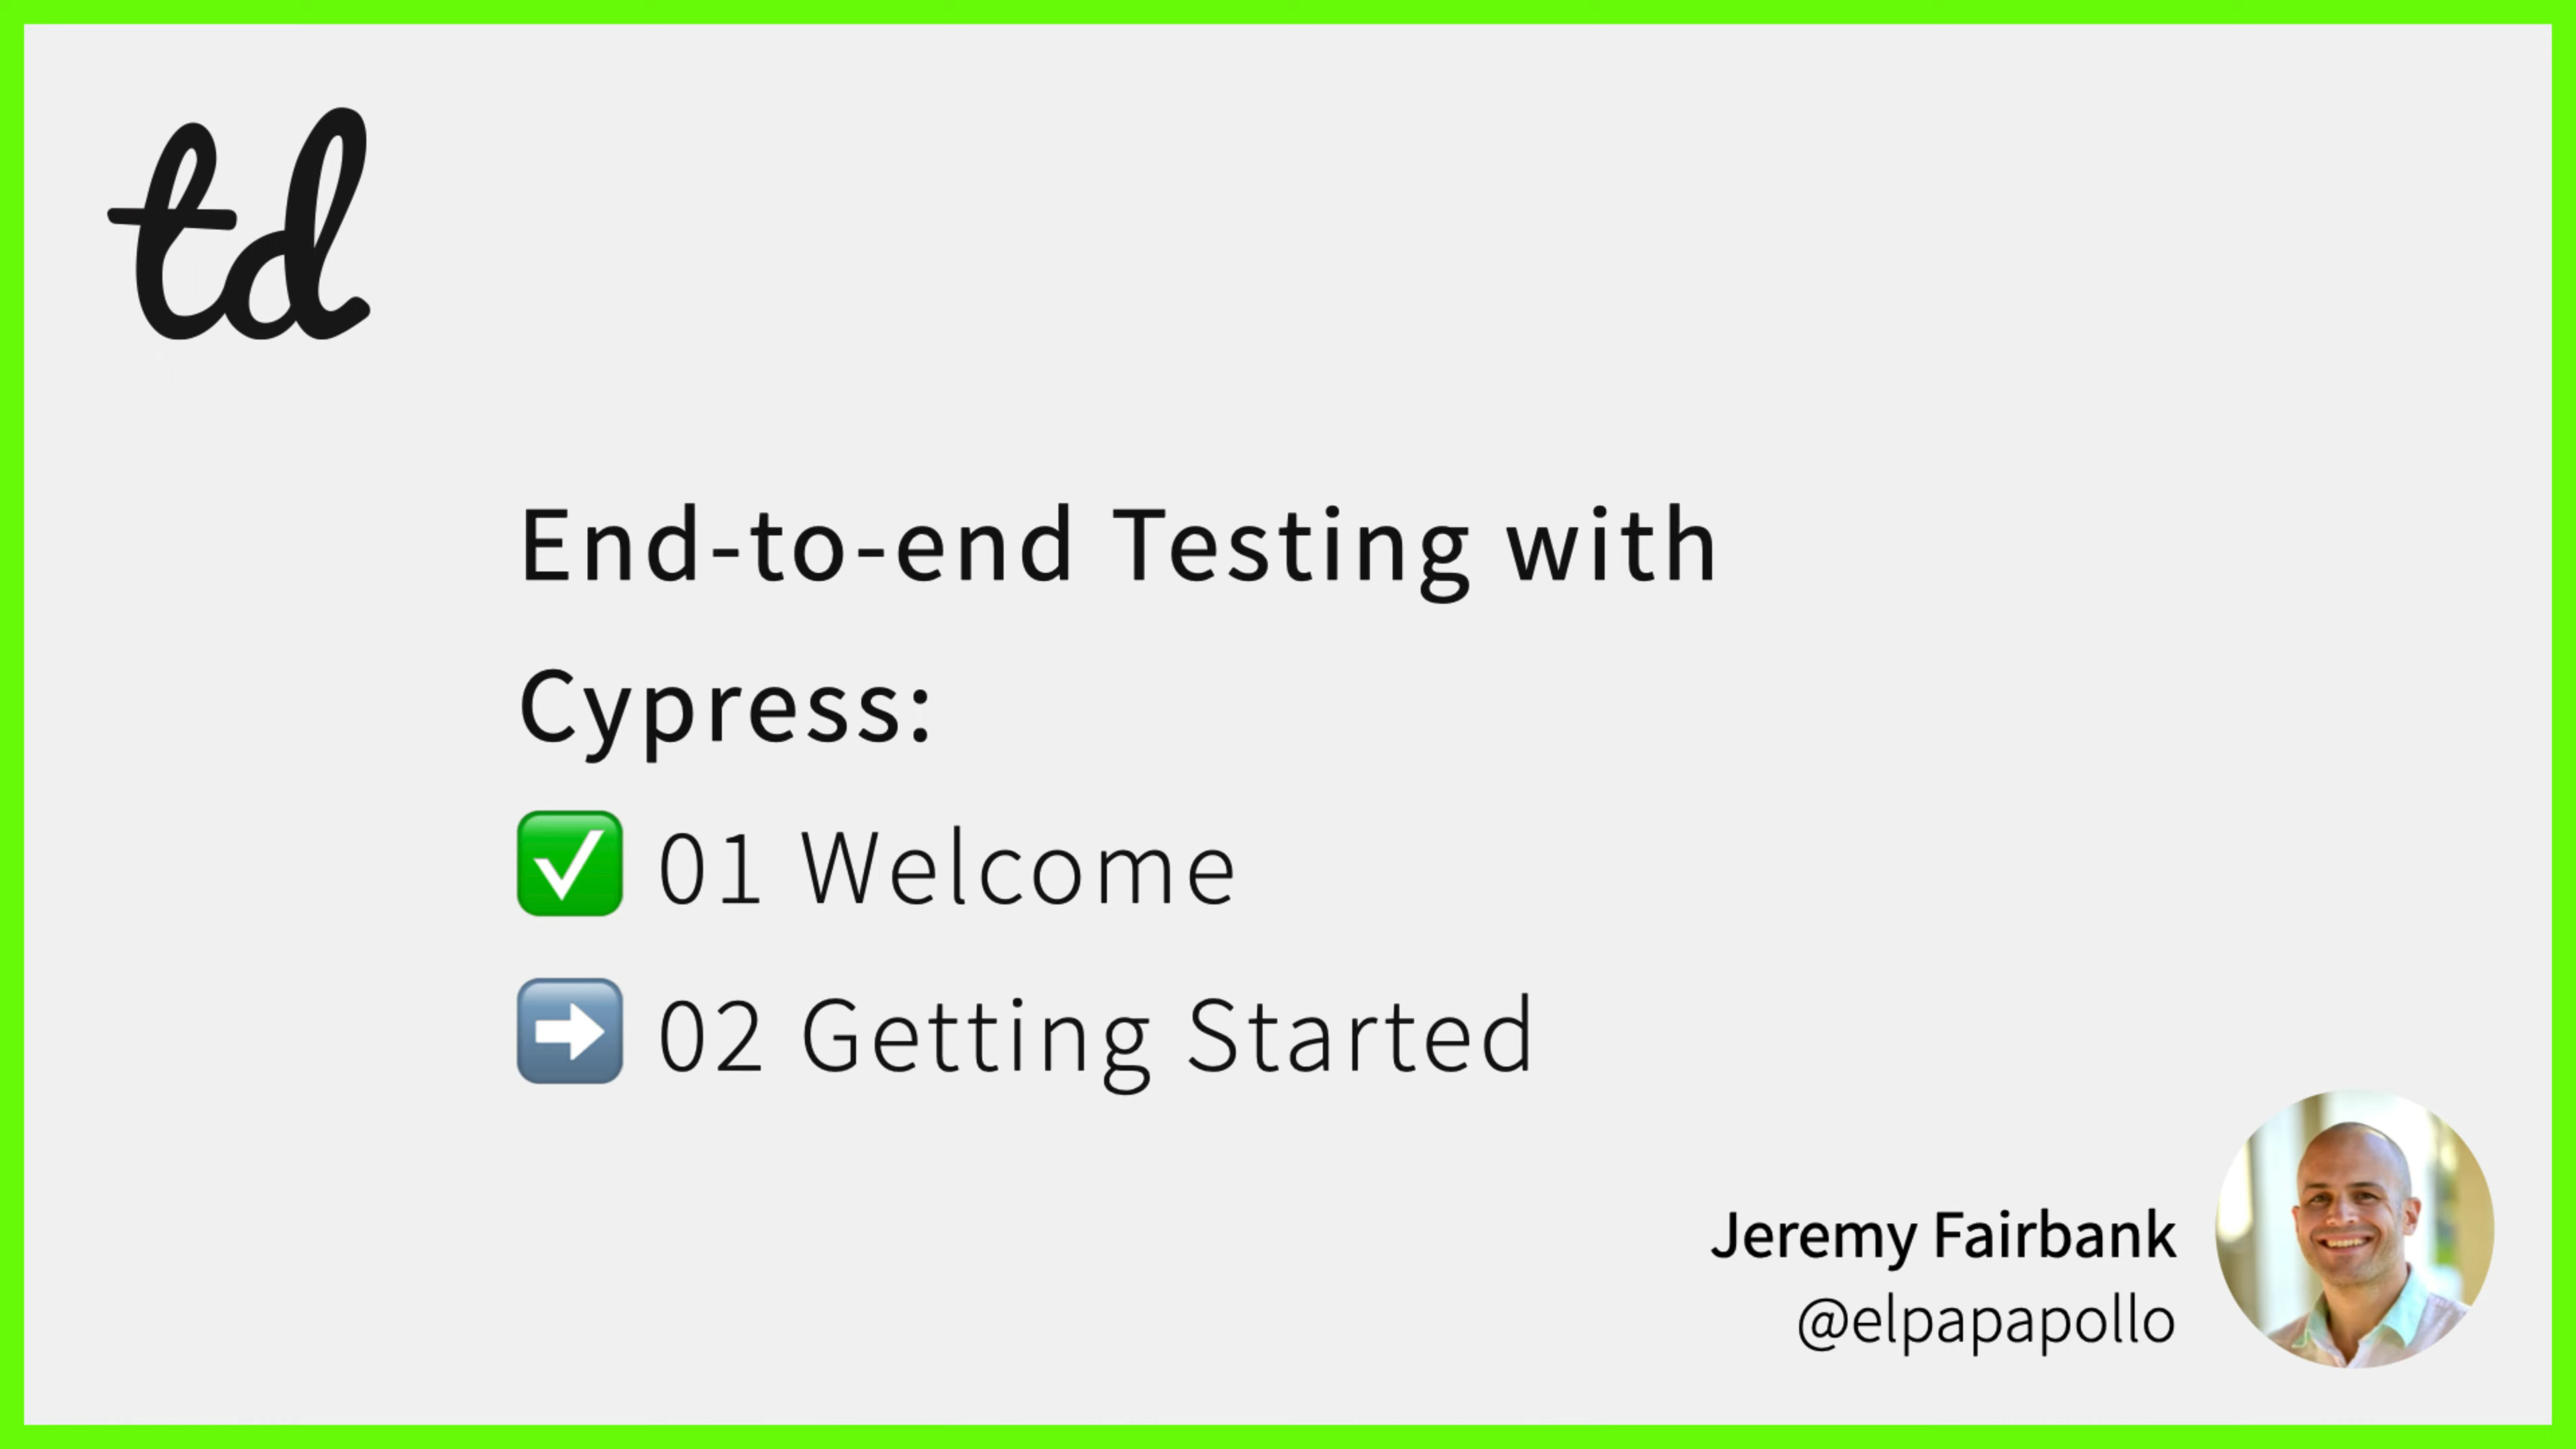 td
End-to-end Testing with
Cypress:
✅ 01 Welcome
➡️ 02 Getting Started
Jeremy Fairbank
@elpapapollo